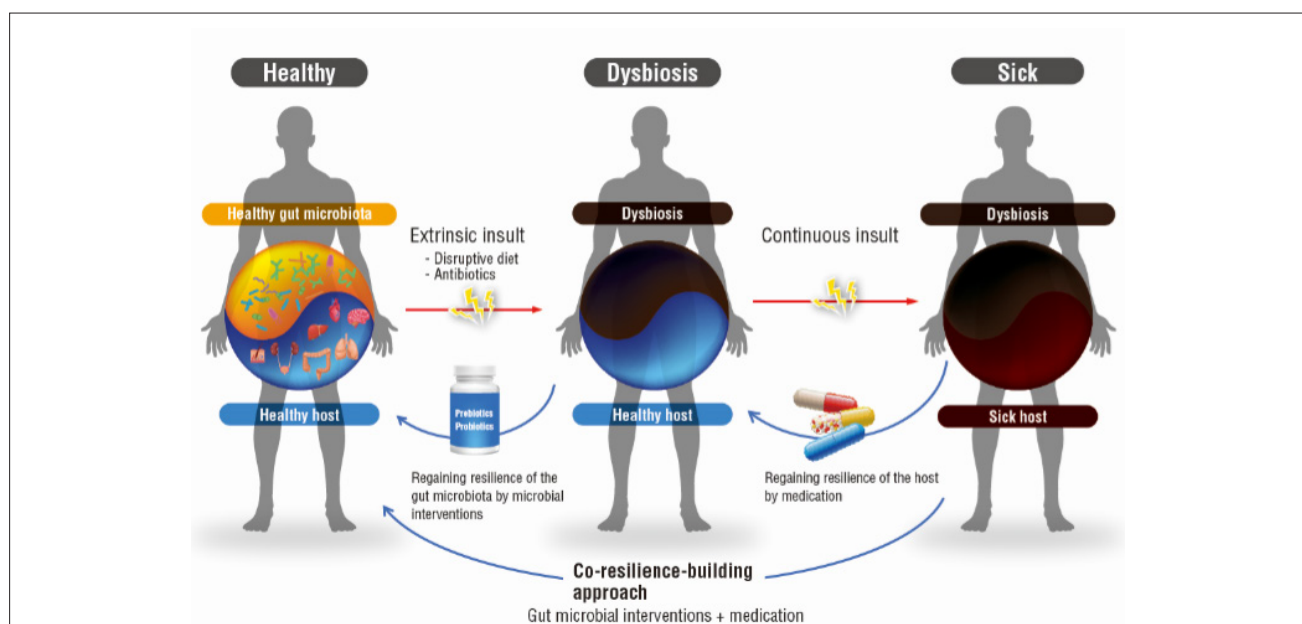 Healthy
Dysbiosis
Sick
Healthy gut microbiota
Dysbiosis
Dysbiosis
Extrinsic insult
- Disruptive diet
- Antibiotics
Continuous insult
Prebiotics
Probiotics
Healthy host
Healthy host
Sick host
Regaining resilience of the
gut microbiota by microbial
interventions
Regaining resilience of the host
by medication
Co-resilience-building
approach
Gut microbial interventions + medication